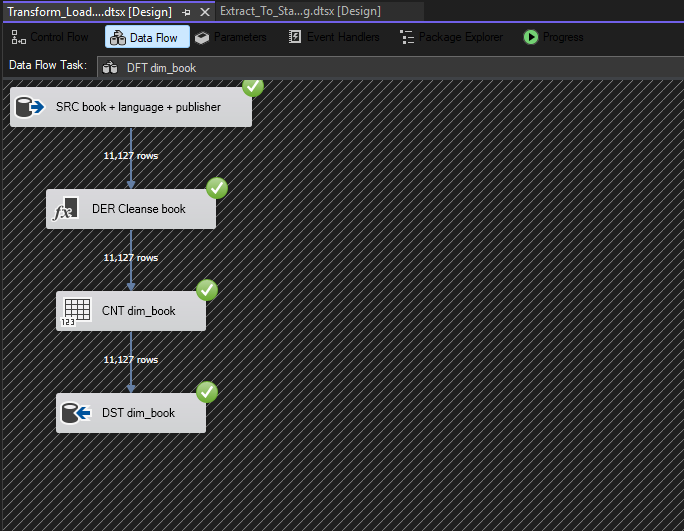 Transform_Load....dtsx [Design]
Extract_To_Sta...g.dtsx [Design]
Control Flow
Data Flow
Parameters
Event Handlers
Package Explorer
Progress
Data Flow Task:
DFT dim_book
SRC book + language + publisher
11,127 rows
fx
DER Cleanse book
11,127 rows
123
CNT dim_book
11,127 rows
DST dim_book